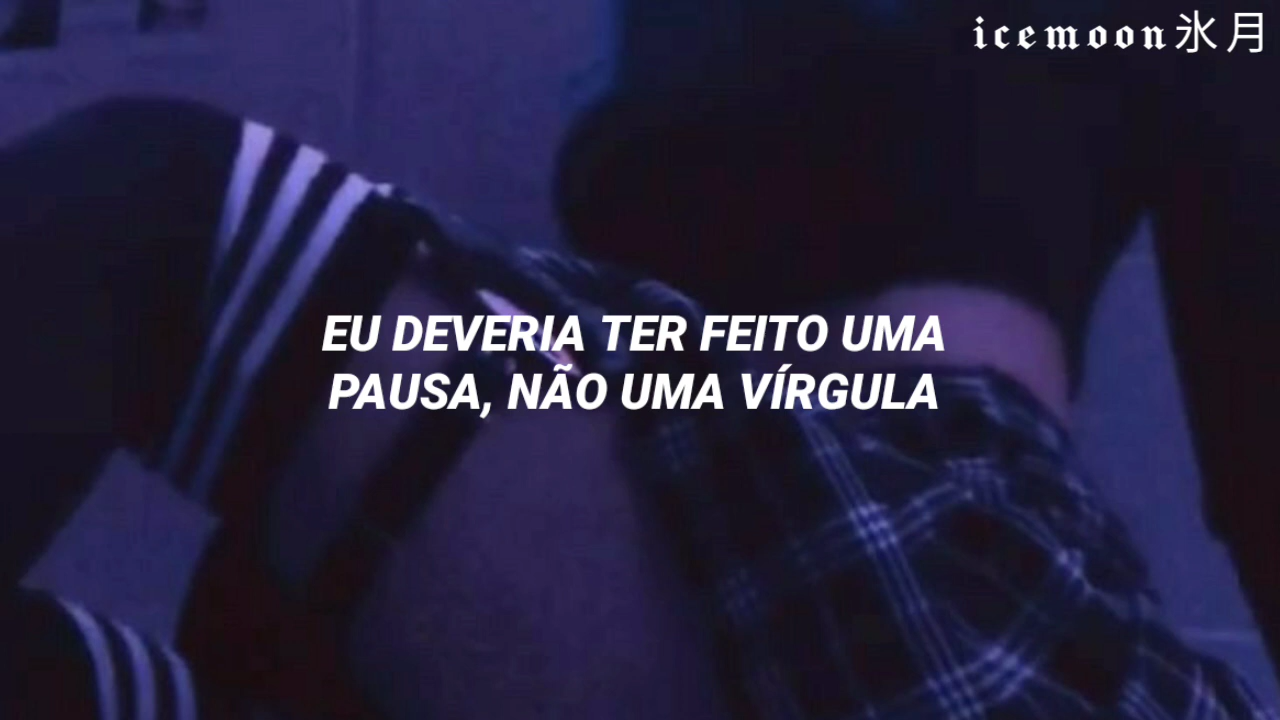 icemoon氷月
EU DEVERIA TER FEITO UMA
PAUSA, NÃO UMA VÍRGULA